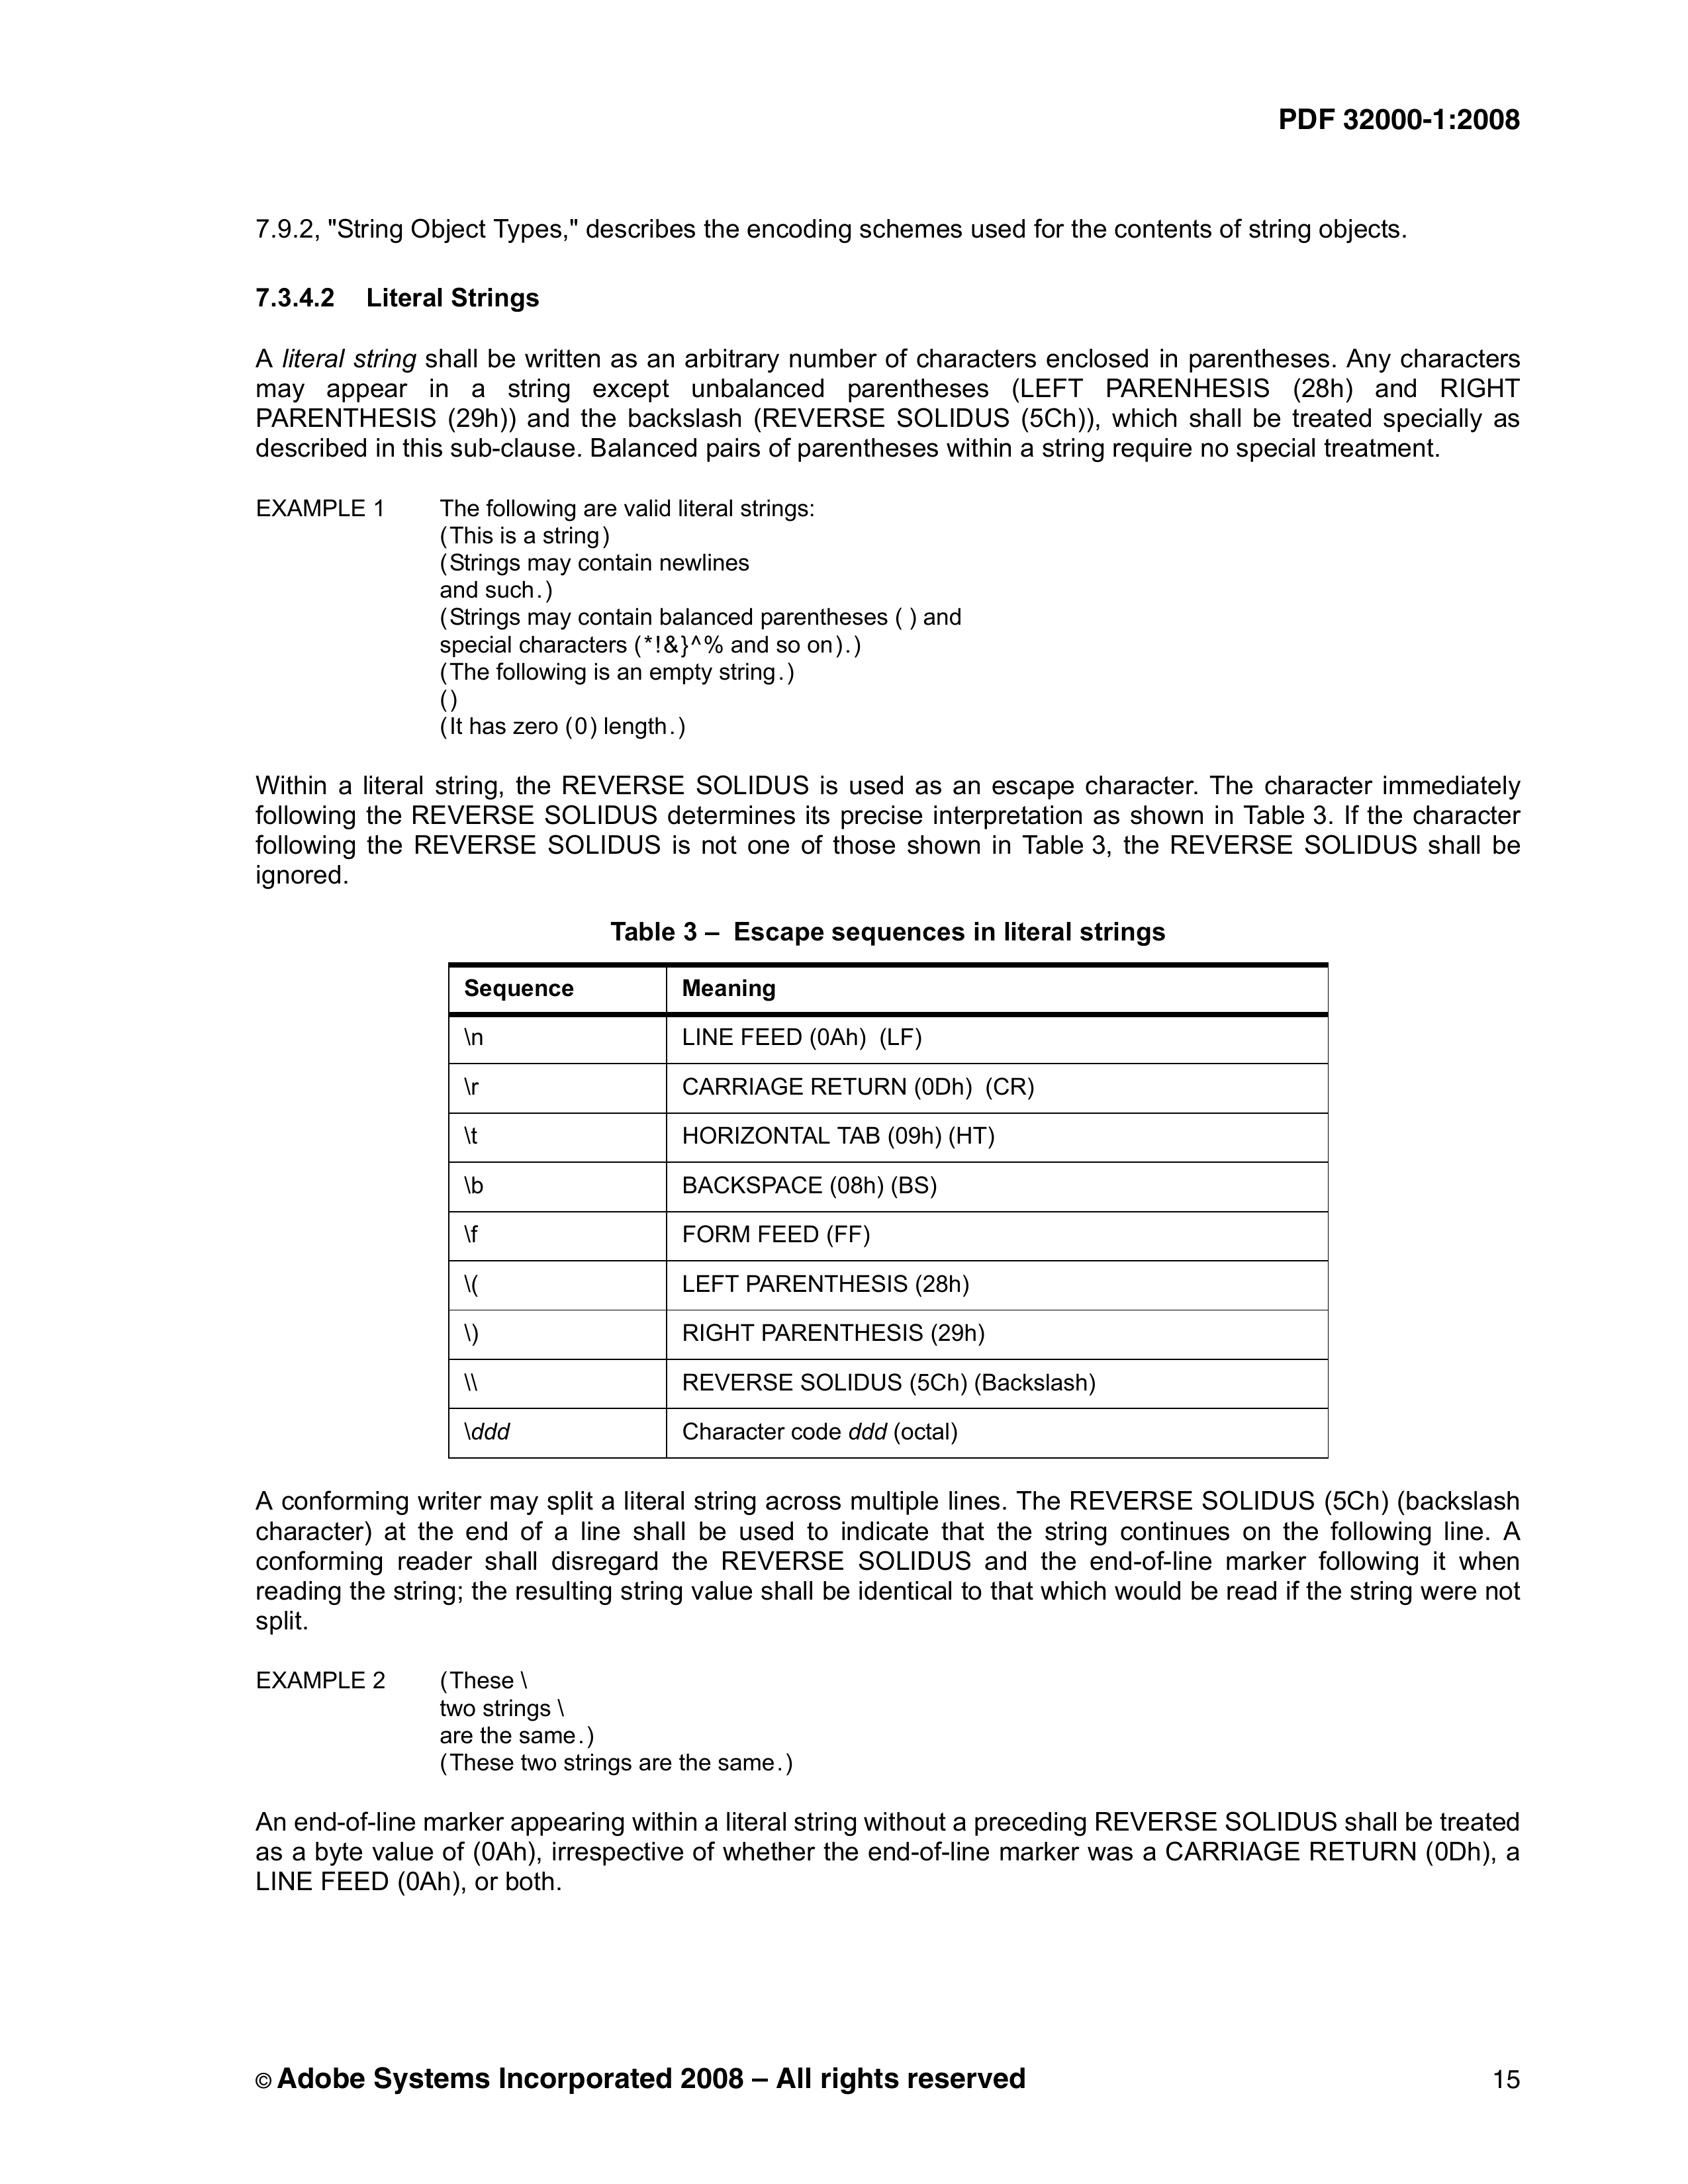 PDF 32000-1:2008
7.9.2, "String Object Types," describes the encoding schemes used for the contents of string objects.
7.3.4.2 Literal Strings
A literal string shall be written as an arbitrary number of characters enclosed in parentheses. Any characters
may appear in a string except unbalanced parentheses (LEFT PARENHESIS (28h) and RIGHT
PARENTHESIS (29h)) and the backslash (REVERSE SOLIDUS (5Ch)), which shall be treated specially as
described in this sub-clause. Balanced pairs of parentheses within a string require no special treatment.
EXAMPLE 1 The following are valid literal strings:
(This is a string)
(Strings may contain newlines
and such.)
(Strings may contain balanced parentheses ( ) and
special characters (*!&}^% and so on).)
(The following is an empty string.)
()
(It has zero (0) length.)
Within a literal string, the REVERSE SOLIDUS is used as an escape character. The character immediately
following the REVERSE SOLIDUS determines its precise interpretation as shown in Table 3. If the character
following the REVERSE SOLIDUS is not one of those shown in Table 3, the REVERSE SOLIDUS shall be
ignored.
Table 3 – Escape sequences in literal strings
Sequence Meaning
\n LINE FEED (0Ah) (LF)
\r CARRIAGE RETURN (0Dh) (CR)
\t HORIZONTAL TAB (09h) (HT)
\b BACKSPACE (08h) (BS)
\f FORM FEED (FF)
\( LEFT PARENTHESIS (28h)
\) RIGHT PARENTHESIS (29h)
\\ REVERSE SOLIDUS (5Ch) (Backslash)
\ddd Character code ddd (octal)
A conforming writer may split a literal string across multiple lines. The REVERSE SOLIDUS (5Ch) (backslash
character) at the end of a line shall be used to indicate that the string continues on the following line. A
conforming reader shall disregard the REVERSE SOLIDUS and the end-of-line marker following it when
reading the string; the resulting string value shall be identical to that which would be read if the string were not
split.
EXAMPLE 2 (These \
two strings \
are the same.)
(These two strings are the same.)
An end-of-line marker appearing within a literal string without a preceding REVERSE SOLIDUS shall be treated
as a byte value of (0Ah), irrespective of whether the end-of-line marker was a CARRIAGE RETURN (0Dh), a
LINE FEED (0Ah), or both.
© Adobe Systems Incorporated 2008 – All rights reserved 15